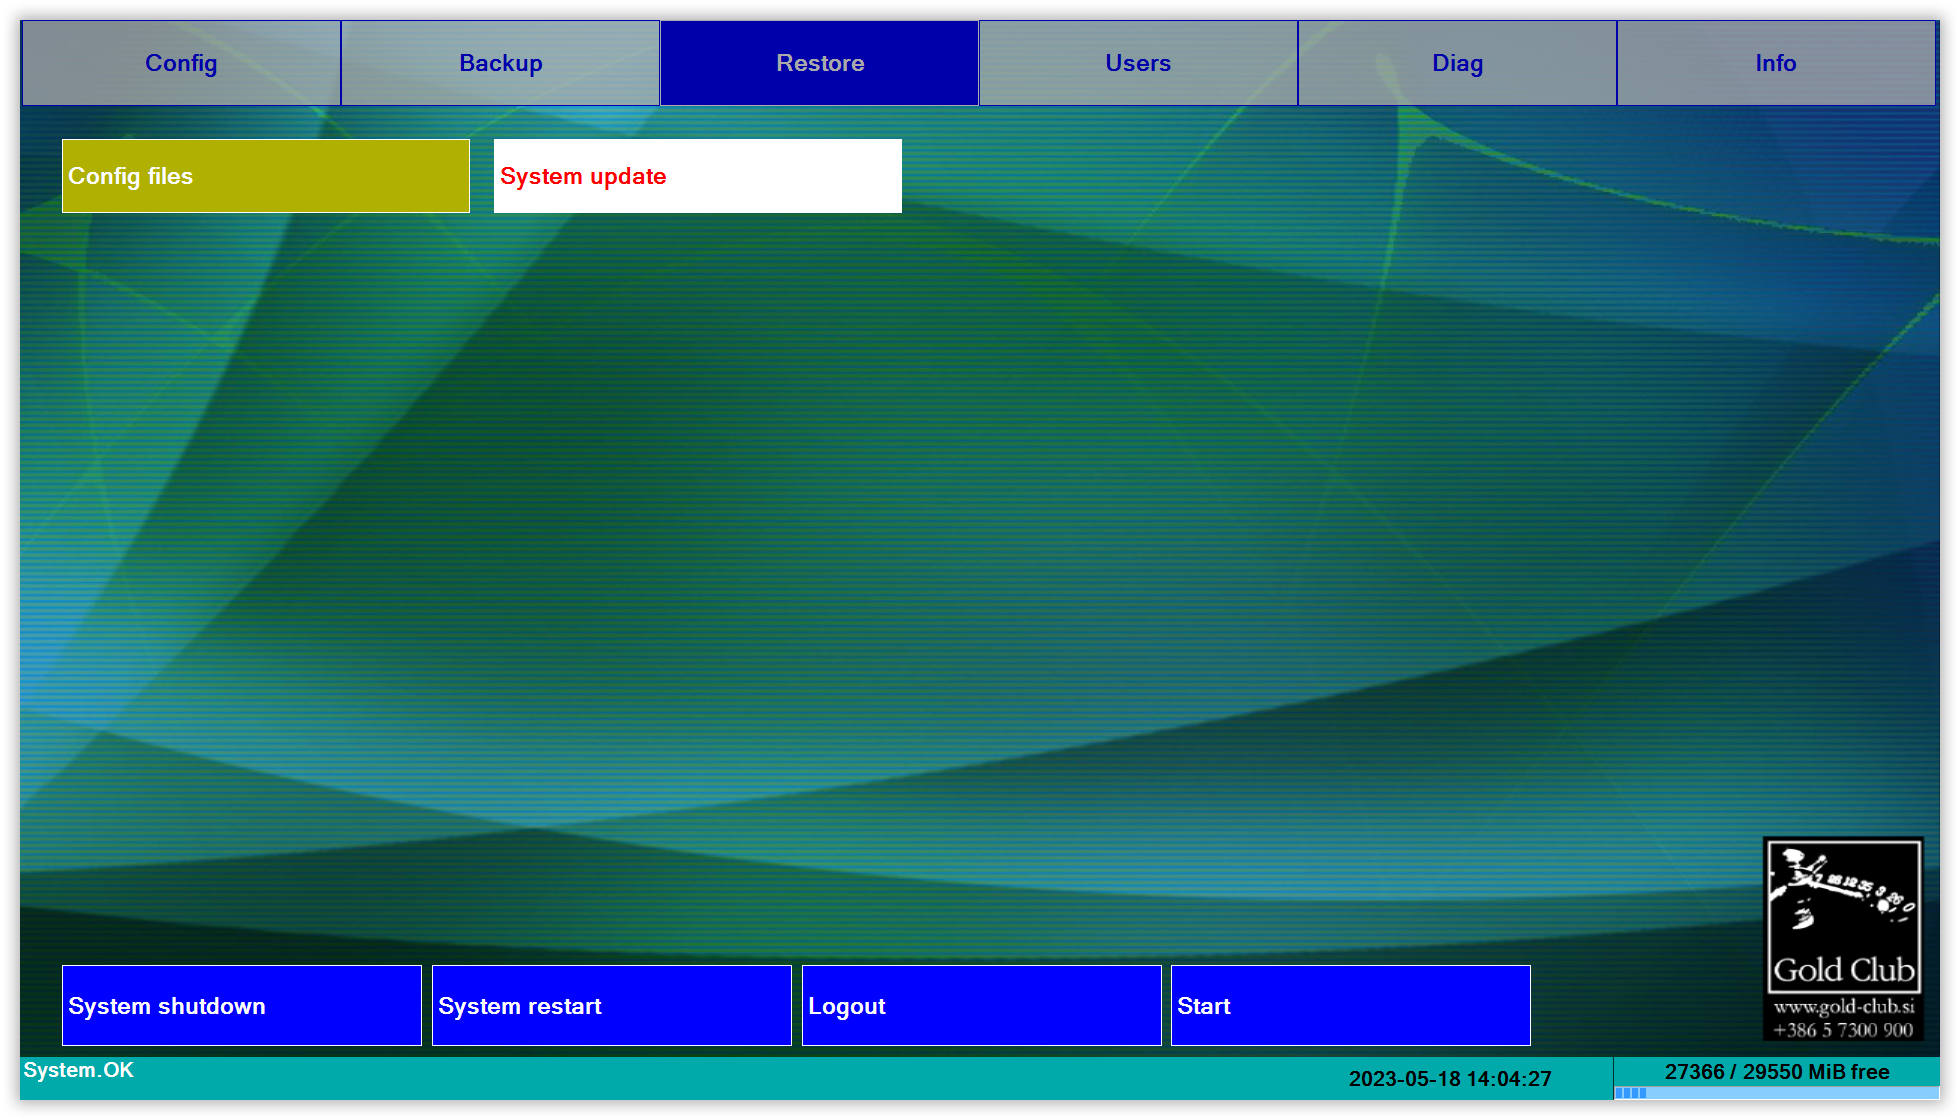 Config
Backup
Restore
Users
Diag
Info
Config files
System update
Gold Club
www.gold-club.si
+386 5 7300 900
System shutdown
System restart
Logout
Start
System.OK
2023-05-18 14:04:27
27366 / 29550 MiB free